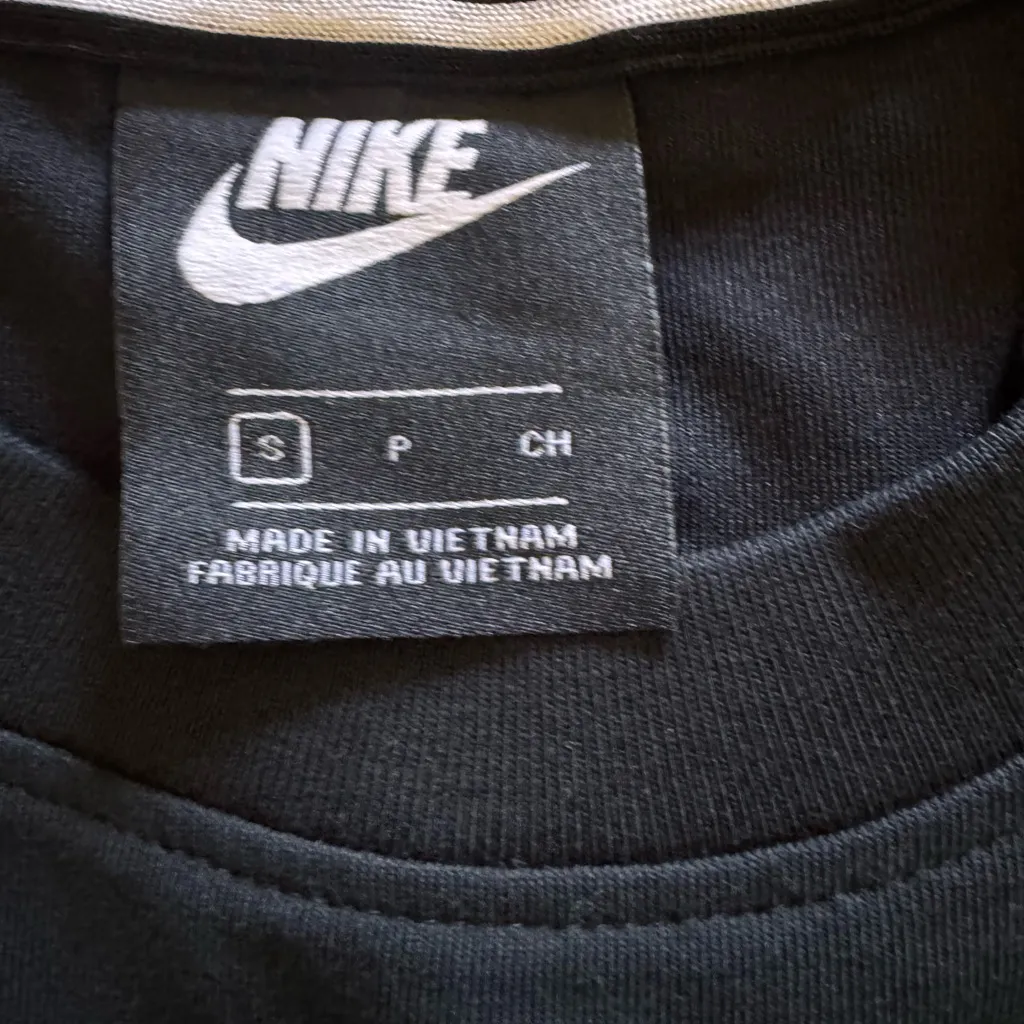 NIKE
S P CH
MADE IN VIETNAM
FABRIQUE AU VIETNAM